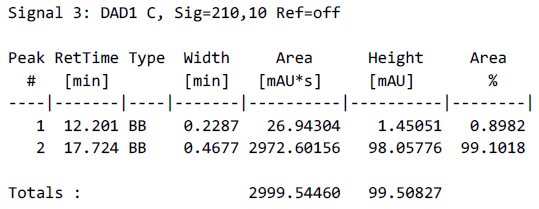 Signal 3: DAD1 C, Sig=210,10 Ref=off
Peak RetTime Type  Width     Area      Height     Area
  #   [min]        [min]   [mAU*s]     [mAU]        %
----|-------|----|-------|----------|----------|--------|
   1  12.201 BB    0.2287   26.94304    1.45051   0.8982
   2  17.724 BB    0.4677 2972.60156   98.05776  99.1018
Totals :                  2999.54460   99.50827